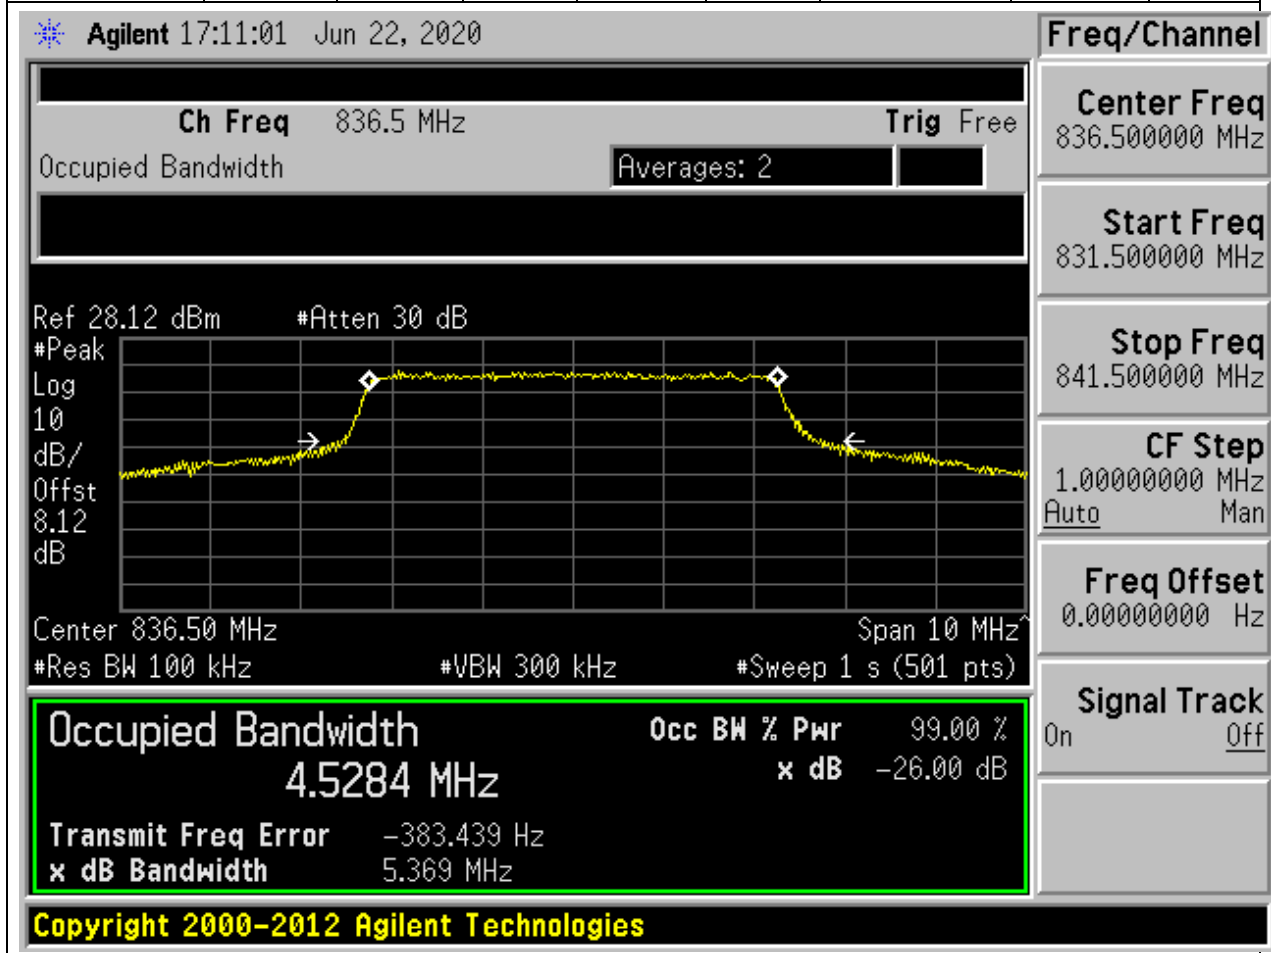 Agilent 17:11:01 Jun 22, 2020
Freq/Channel
Ch Freq 836.5 MHz Trig Free
Occupied Bandwidth Averages: 2
Center Freq
836.500000 MHz
Start Freq
831.500000 MHz
Stop Freq
841.500000 MHz
CF Step
1.00000000 MHz
Auto Man
Freq Offset
0.00000000 Hz
Signal Track
On Off
Ref 28.12 dBm #Atten 30 dB
#Peak
Log
10
dB/
Offst
8.12
dB
Center 836.50 MHz Span 10 MHz^
#Res BW 100 kHz #VBW 300 kHz #Sweep 1 s (501 pts)
Occupied Bandwidth Occ BW % Pwr 99.00 %
4.5284 MHz x dB -26.00 dB
Transmit Freq Error -383.439 Hz
x dB Bandwidth 5.369 MHz
Copyright 2000-2012 Agilent Technologies